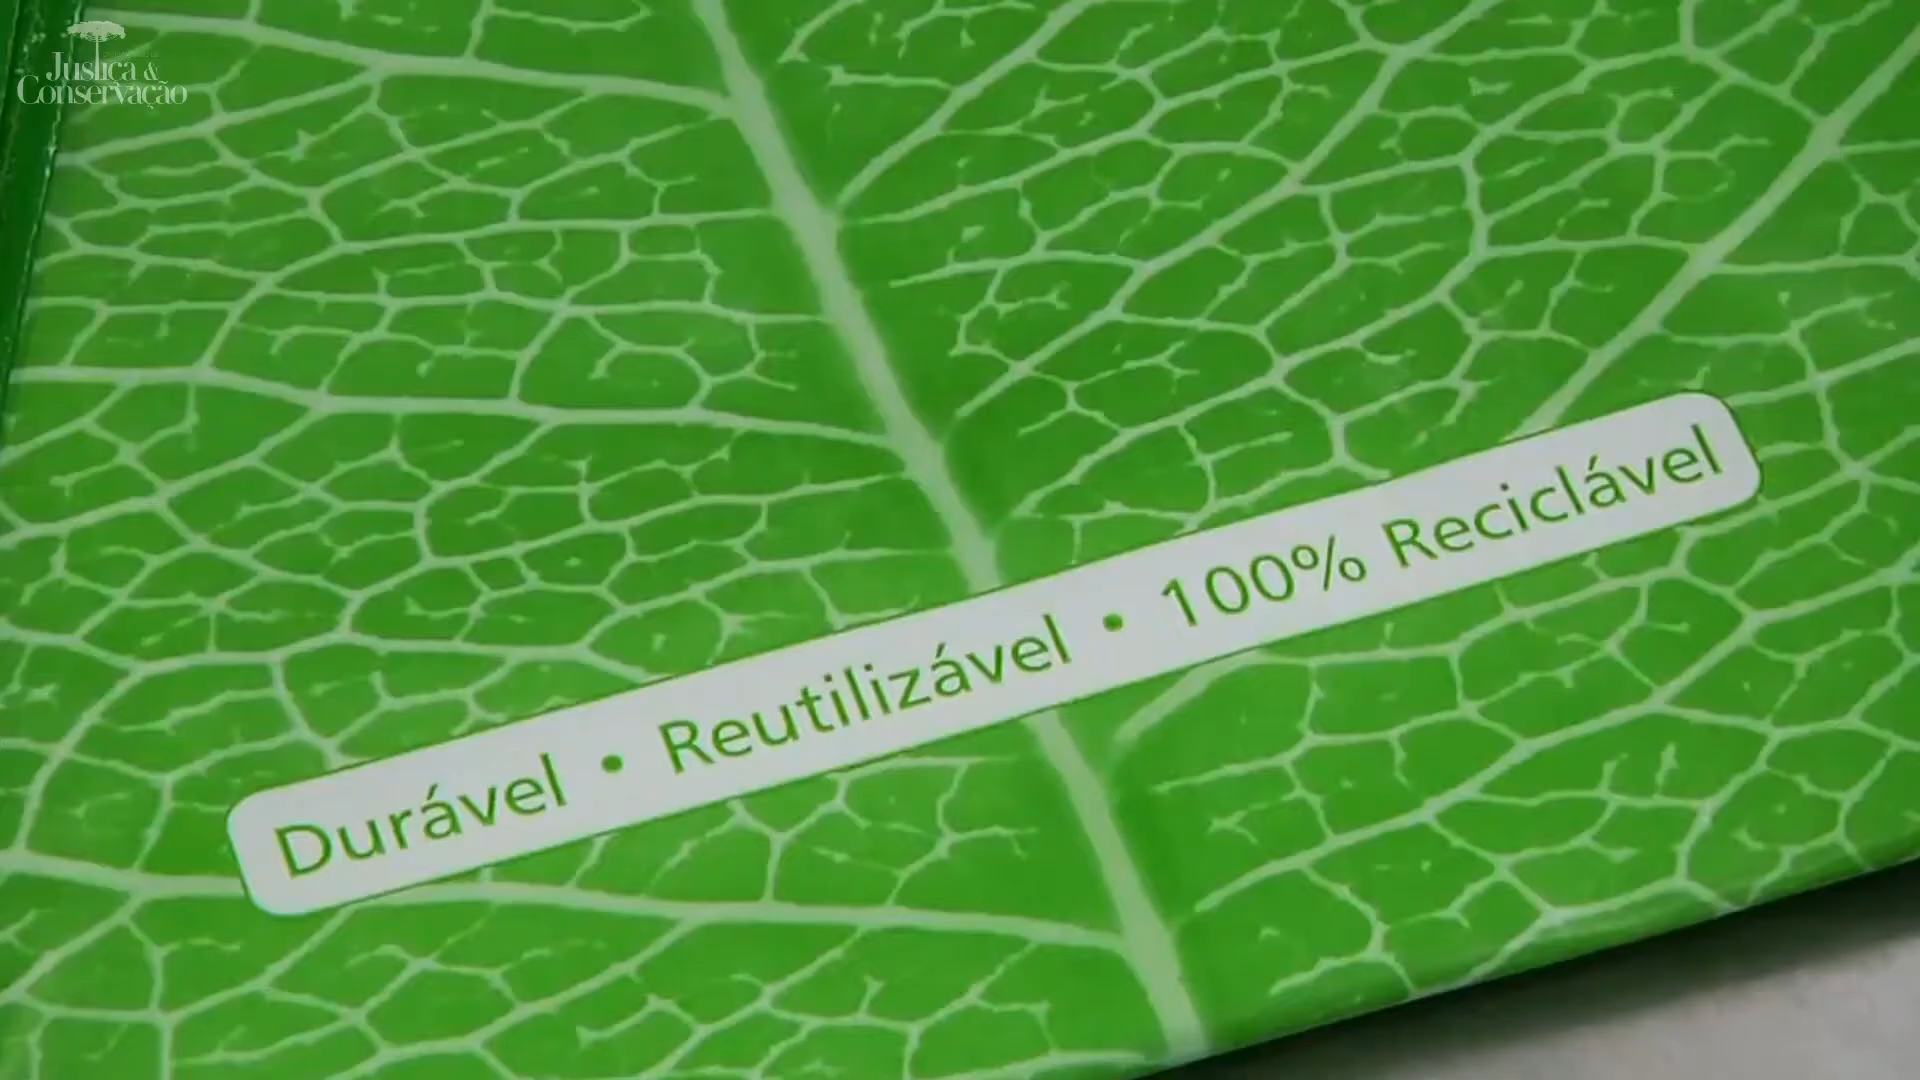 Justiça &
Conservação
Durável • Reutilizável • 100% Reciclável